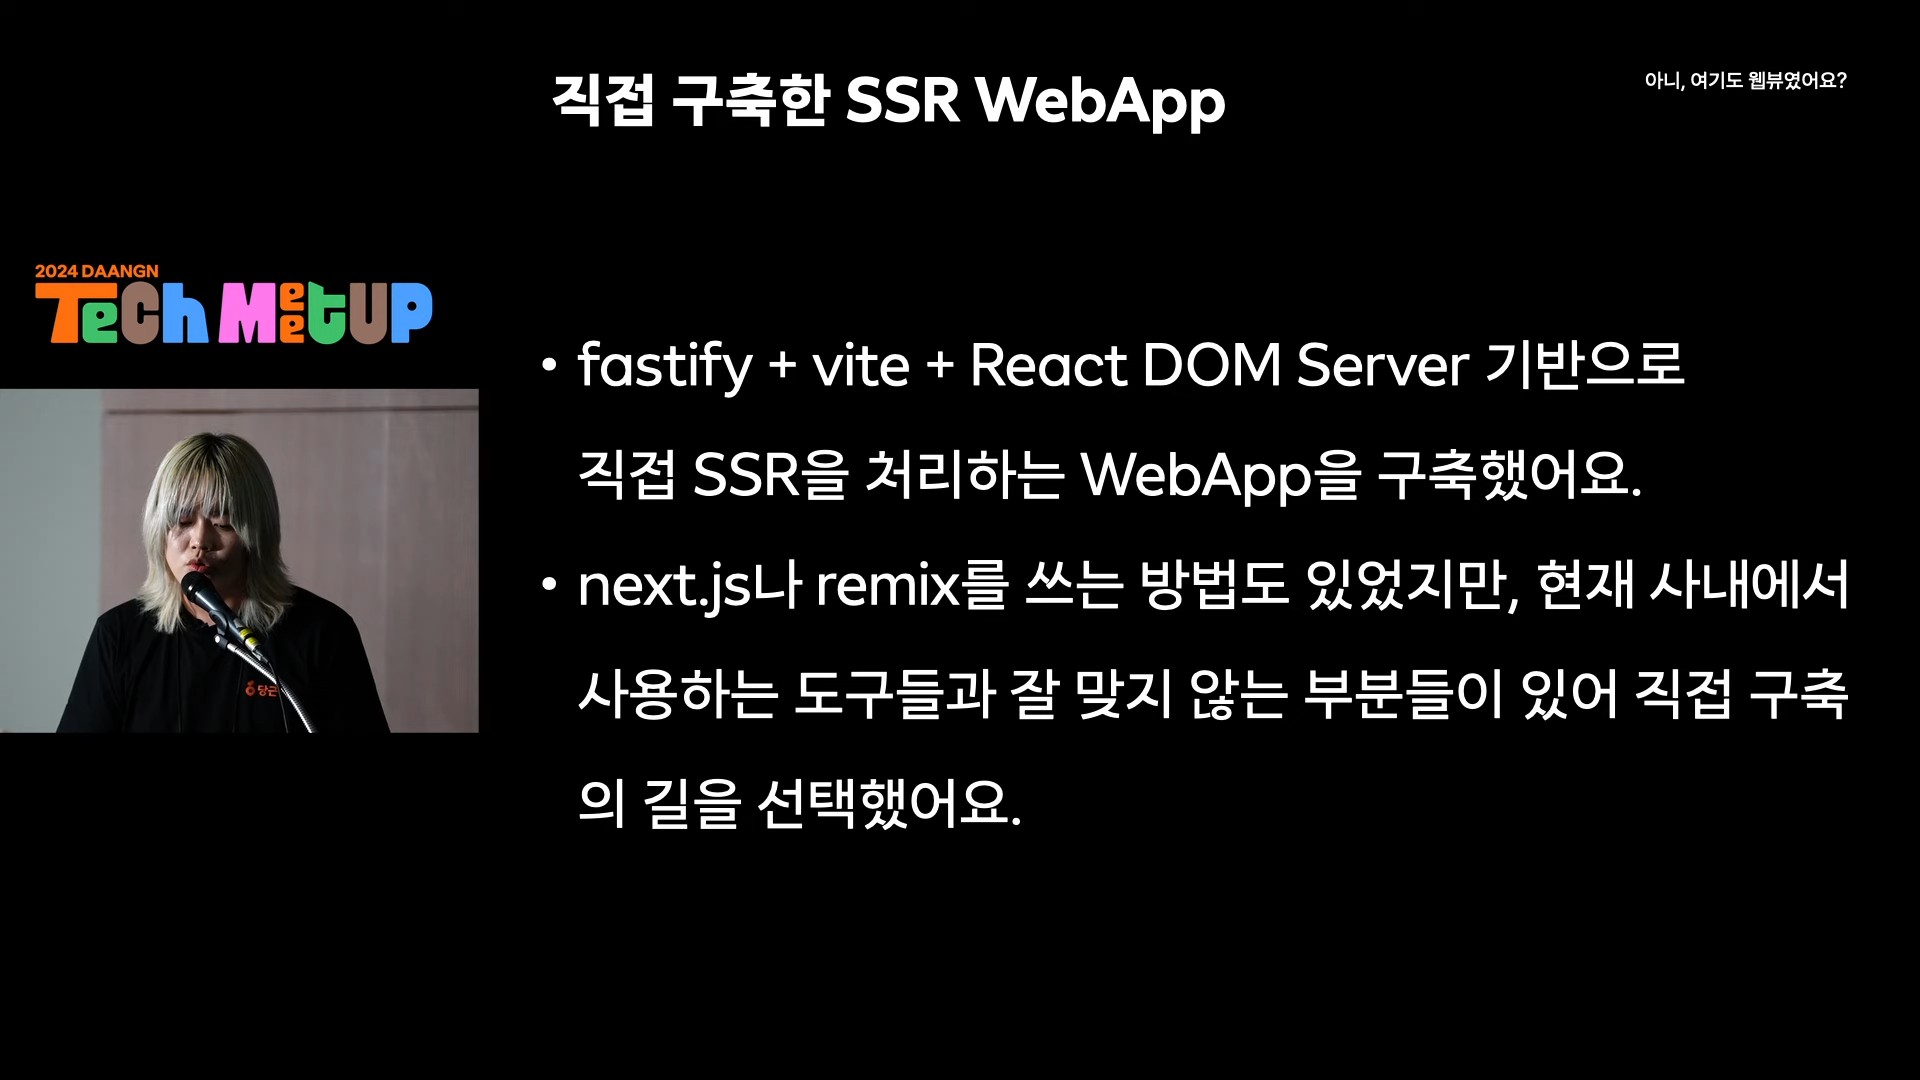 직접 구축한 SSR WebApp
아니, 여기도 웹뷰였어요?
2024 DAANGN
Tech Meetup
당근
• fastify + vite + React DOM Server 기반으로
직접 SSR을 처리하는 WebApp을 구축했어요.
• next.js나 remix를 쓰는 방법도 있었지만, 현재 사내에서
사용하는 도구들과 잘 맞지 않는 부분들이 있어 직접 구축
의 길을 선택했어요.